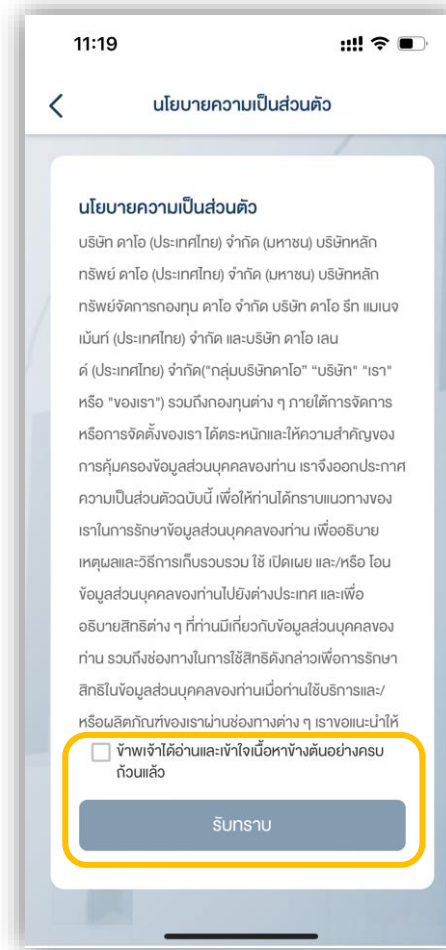 11:19
นโยบายความเป็นส่วนตัว
นโยบายความเป็นส่วนตัว
บริษัท ดาโอ (ประเทศไทย) จำกัด (มหาชน) บริษัทหลัก
ทรัพย์ ดาโอ (ประเทศไทย) จำกัด (มหาชน) บริษัทหลัก
ทรัพย์จัดการกองทุน ดาโอ จำกัด บริษัท ดาโอ รีท แมเนจ
เม้นท์ (ประเทศไทย) จำกัด และบริษัท ดาโอ เลน
ด์ (ประเทศไทย) จำกัด("กลุ่มบริษัทดาโอ" “บริษัท" "เรา"
หรือ "ของเรา") รวมถึงกองทุนต่าง ๆ ภายใต้การจัดการ
หรือการจัดตั้งของเรา ได้ตระหนักและให้ความสำคัญของ
การคุ้มครองข้อมูลส่วนบุคคลของท่าน เราจึงออกประกาศ
ความเป็นส่วนตัวฉบับนี้ เพื่อให้ท่านได้ทราบแนวทางของ
เราในการรักษาข้อมูลส่วนบุคคลของท่าน เพื่ออธิบาย
เหตุผลและวิธีการเก็บรวบรวม ใช้ เปิดเผย และ/หรือ โอน
ข้อมูลส่วนบุคคลของท่านไปยังต่างประเทศ และเพื่อ
อธิบายสิทธิต่าง ๆ ที่ท่านมีเกี่ยวกับข้อมูลส่วนบุคคลของ
ท่าน รวมถึงช่องทางในการใช้สิทธิดังกล่าวเพื่อการรักษา
สิทธิในข้อมูลส่วนบุคคลของท่านเมื่อท่านใช้บริการและ/
หรือผลิตภัณฑ์ของเราผ่านช่องทางต่าง ๆ เราขอแนะนำให้
ข้าพเจ้าได้อ่านและเข้าใจเนื้อหาข้างต้นอย่างครบ
ถ้วนแล้ว
รับทราบ